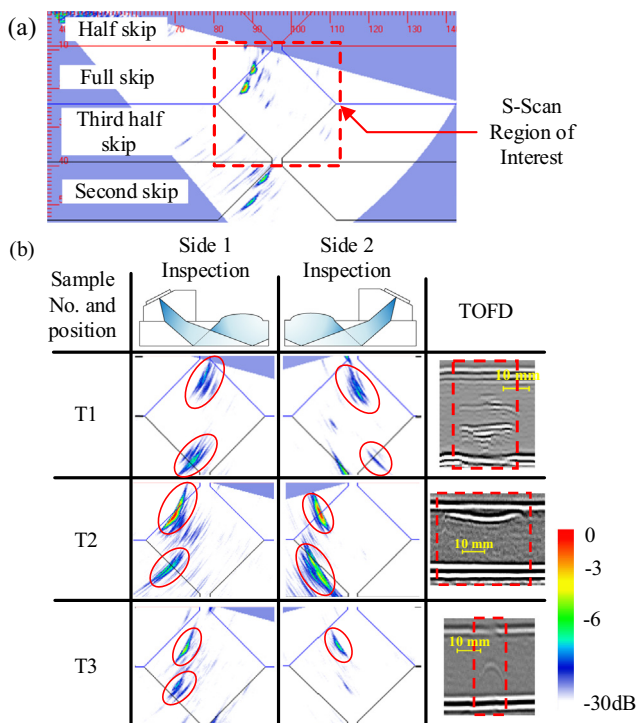 (a)
40
70
80
90
100
110
120
130
Half skip
10
Full skip
Third half
skip
40
Second skip
S-Scan
Region of
Interest
(b)
Sample
No. and
position
Side 1
Inspection
Side 2
Inspection
TOFD
T1
10 mm
T2
10 mm
T3
10 mm
0
-3
-6
-30dB